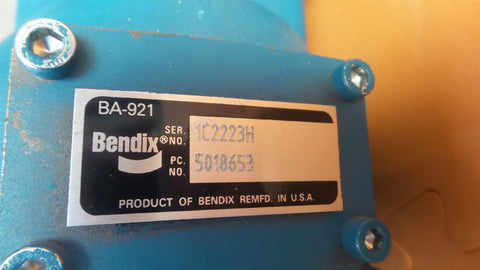 BA-921
Bendix®
SER. NO. 1C2223H
PC. NO. 5018653
PRODUCT OF BENDIX REMFD. IN U.S.A.